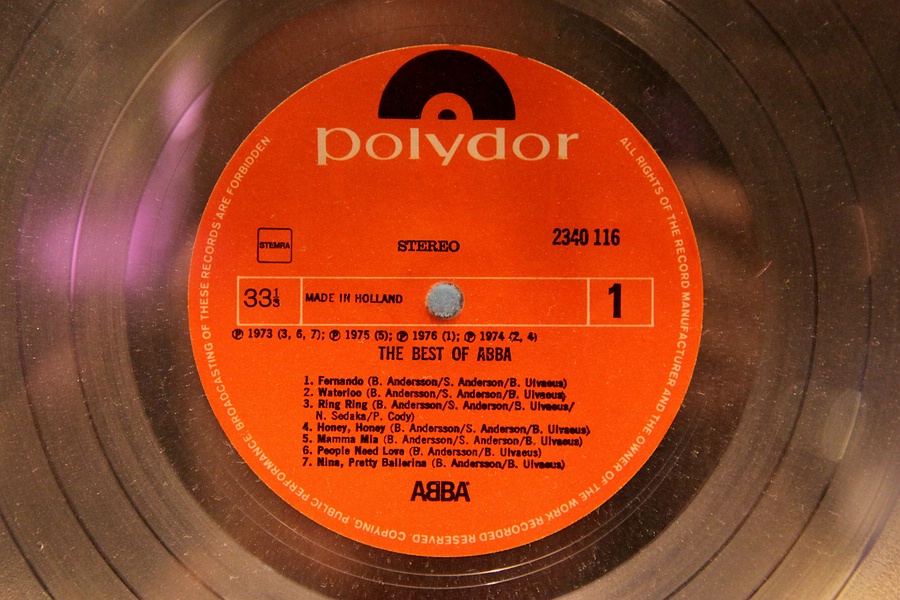 polydor
STEMRA
STEREO
2340 116
33⅓
MADE IN HOLLAND
1
Ⓟ 1973 (3, 6, 7); Ⓟ 1975 (5); Ⓟ 1976 (1); Ⓟ 1974 (2, 4)
THE BEST OF ABBA
1. Fernando (B. Andersson/S. Anderson/B. Ulvaeus)
2. Waterloo (B. Andersson/S. Anderson/B. Ulvaeus)
3. Ring Ring (B. Andersson/S. Anderson/B. Ulvaeus/
N. Sedaka/P. Cody)
4. Honey, Honey (B. Andersson/S. Anderson/B. Ulvaeus)
5. Mamma Mia (B. Andersson/S. Anderson/B. Ulvaeus)
6. People Need Love (B. Andersson/B. Ulvaeus)
7. Nina, Pretty Ballerina (B. Andersson/B. Ulvaeus)
ABBA
ALL RIGHTS OF THE RECORD MANUFACTURER AND THE OWNER OF THE WORK RECORDED RESERVED. COPYING, PUBLIC PERFORMANCE, BROADCASTING OF THESE RECORDS ARE FORBIDDEN